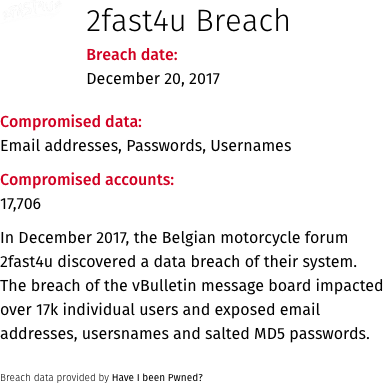 2fast4u Breach
Breach date:
December 20, 2017
Compromised data:
Email addresses, Passwords, Usernames
Compromised accounts:
17,706
In December 2017, the Belgian motorcycle forum
2fast4u discovered a data breach of their system.
The breach of the vBulletin message board impacted
over 17k individual users and exposed email
addresses, usersnames and salted MD5 passwords.
Breach data provided by Have I been Pwned?